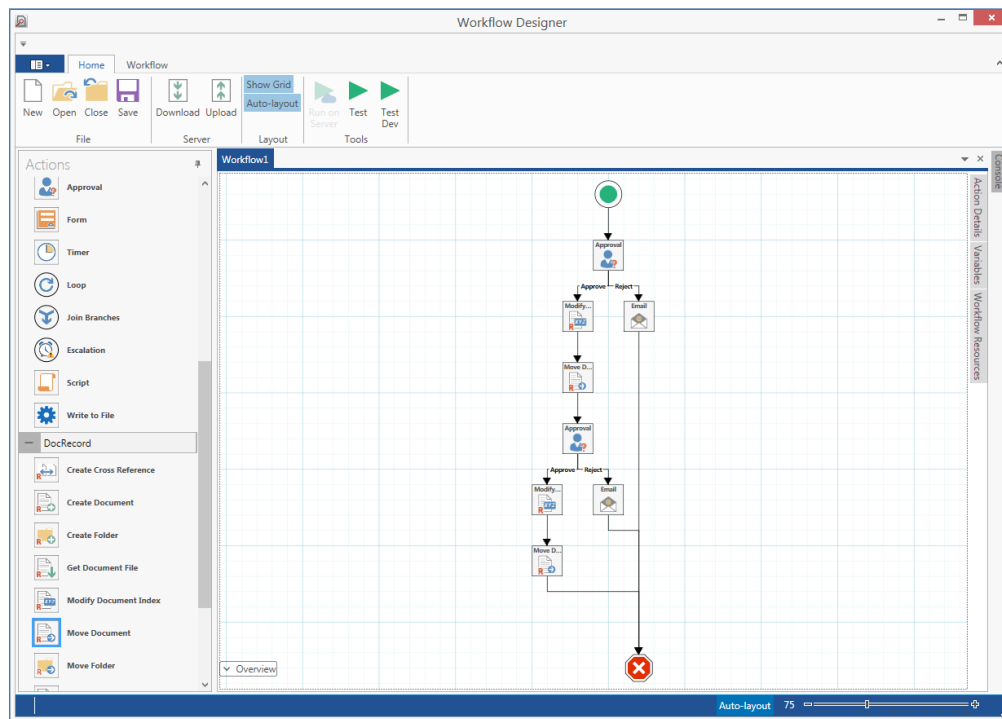 Workflow Designer
Home Workflow
New Open Close Save Download Upload Show Grid Auto-layout Run on Server Test Test Dev
File Server Layout Tools
Actions
Approval
Form
Timer
Loop
Join Branches
Escalation
Script
Write to File
DocRecord
Create Cross Reference
Create Document
Create Folder
Get Document File
Modify Document Index
Move Document
Move Folder
Workflow1
Approval
Approve Reject
Modify... Email
Move D...
Approval
Approve Reject
Modify... Email
Move D...
Overview
Console
Action Details
Variables
Workflow Resources
Auto-layout 75